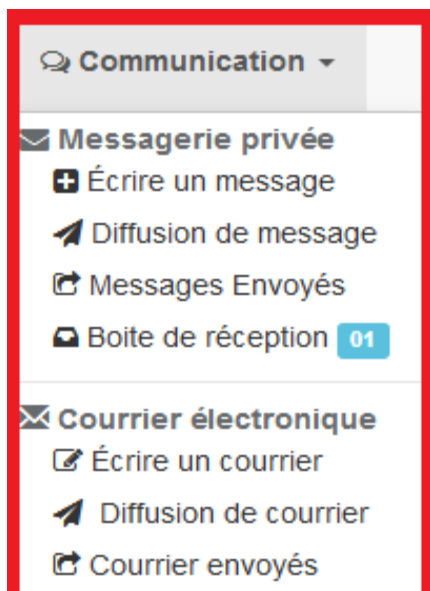 Communication
Messagerie privée
Écrire un message
Diffusion de message
Messages Envoyés
Boite de réception 01
Courrier électronique
Écrire un courrier
Diffusion de courrier
Courrier envoyés